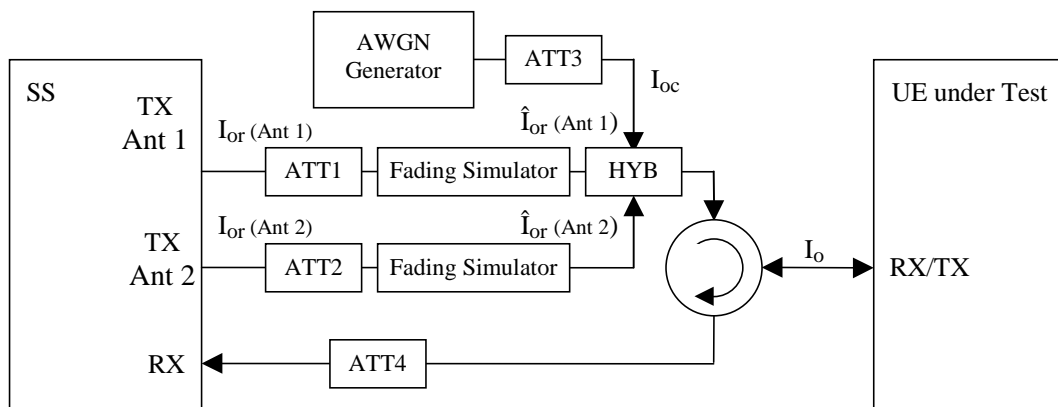 AWGN
Generator
ATT3
I_oc
SS
UE under Test
TX
Ant 1
I_or (Ant 1)
Î_or (Ant 1)
ATT1
Fading Simulator
HYB
TX
Ant 2
I_or (Ant 2)
Î_or (Ant 2)
ATT2
Fading Simulator
I_o
RX/TX
RX
ATT4